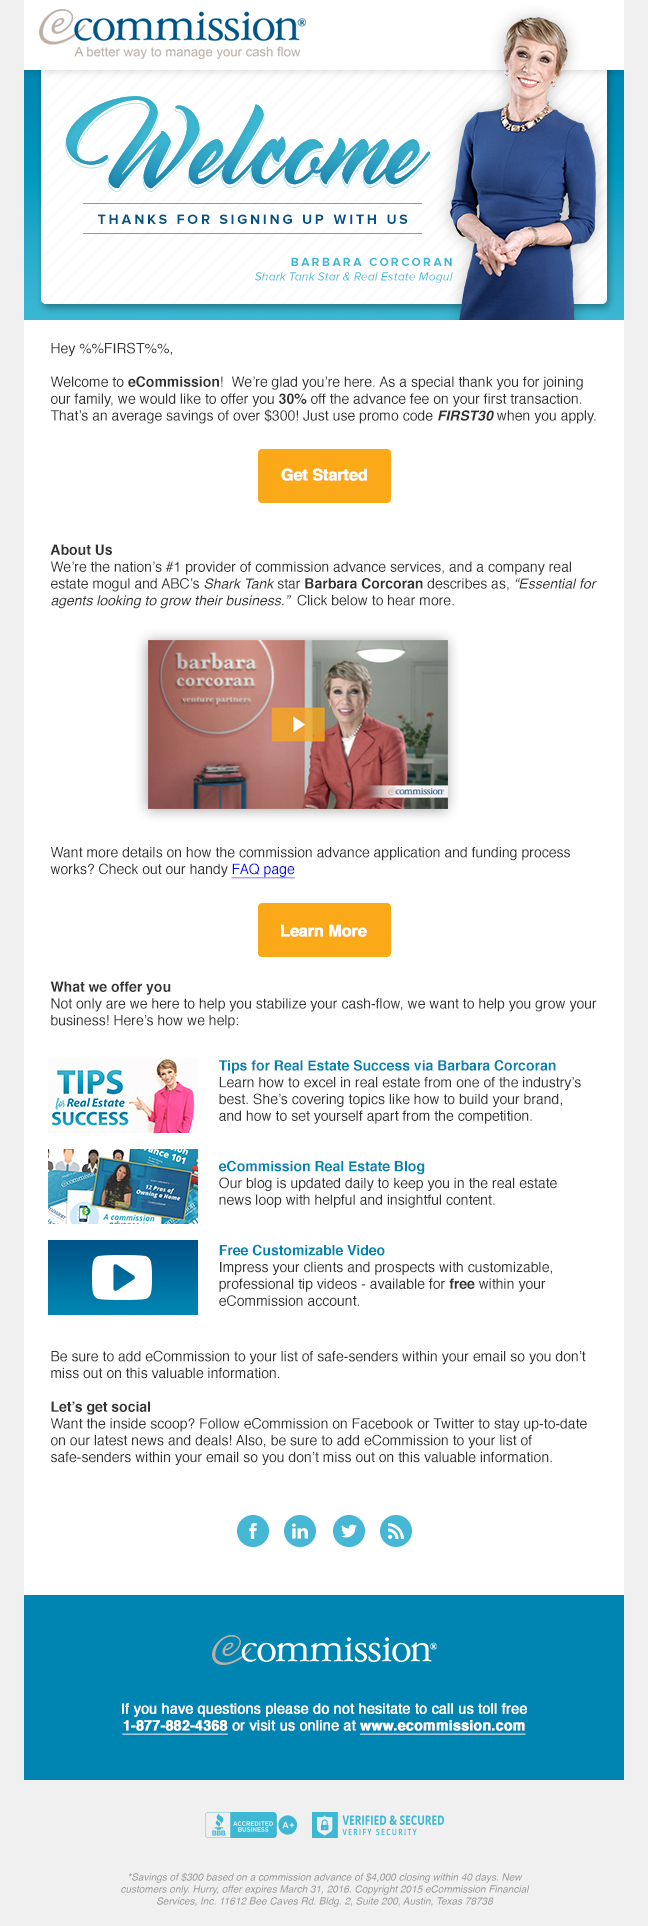 ecommission®
A better way to manage your cash flow
Welcome
THANKS FOR SIGNING UP WITH US
BARBARA CORCORAN
Shark Tank Star & Real Estate Mogul
Hey %%FIRST%%,
Welcome to eCommission!  We're glad you're here. As a special thank you for joining
our family, we would like to offer you 30% off the advance fee on your first transaction.
That's an average savings of over $300! Just use promo code FIRST30 when you apply.
Get Started
About Us
We're the nation's #1 provider of commission advance services, and a company real
estate mogul and ABC's Shark Tank star Barbara Corcoran describes as, “Essential for
agents looking to grow their business.”  Click below to hear more.
barbara
corcoran
venture partners
ecommission
Want more details on how the commission advance application and funding process
works? Check out our handy FAQ page
Learn More
What we offer you
Not only are we here to help you stabilize your cash-flow, we want to help you grow your
business! Here's how we help:
TIPS
for Real Estate
SUCCESS
Tips for Real Estate Success via Barbara Corcoran
Learn how to excel in real estate from one of the industry's
best. She's covering topics like how to build your brand,
and how to set yourself apart from the competition.
12 Pros of
Owning a Home
A commission
eCommission Real Estate Blog
Our blog is updated daily to keep you in the real estate
news loop with helpful and insightful content.
Free Customizable Video
Impress your clients and prospects with customizable,
professional tip videos - available for free within your
eCommission account.
Be sure to add eCommission to your list of safe-senders within your email so you don't
miss out on this valuable information.
Let's get social
Want the inside scoop? Follow eCommission on Facebook or Twitter to stay up-to-date
on our latest news and deals! Also, be sure to add eCommission to your list of
safe-senders within your email so you don't miss out on this valuable information.
f
in
ecommission®
If you have questions please do not hesitate to call us toll free
1-877-882-4368 or visit us online at www.ecommission.com
BBB
ACCREDITED
BUSINESS
A+
VERIFIED & SECURED
VERIFY SECURITY
*Savings of $300 based on a commission advance of $4,000 closing within 40 days. New
customers only. Hurry, offer expires March 31, 2016. Copyright 2015 eCommission Financial
Services, Inc. 11612 Bee Caves Rd. Bldg. 2, Suite 200, Austin, Texas 78738